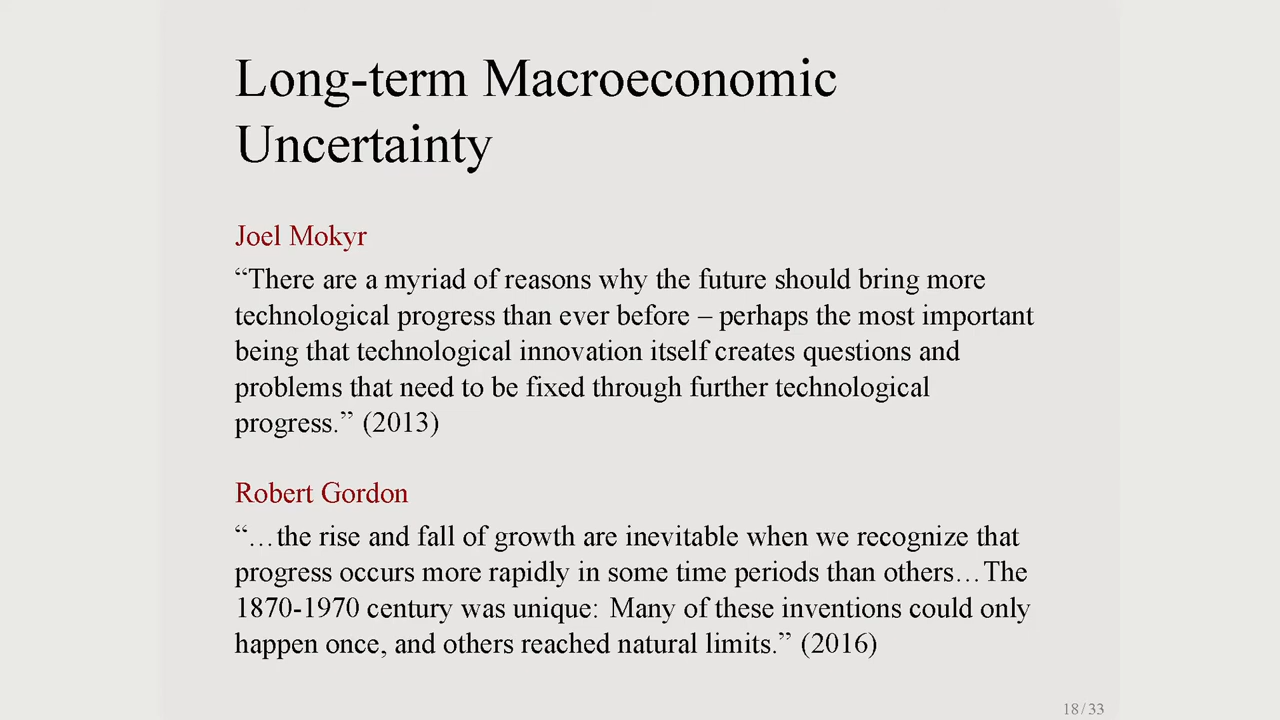 Long-term Macroeconomic
Uncertainty
Joel Mokyr
“There are a myriad of reasons why the future should bring more
technological progress than ever before – perhaps the most important
being that technological innovation itself creates questions and
problems that need to be fixed through further technological
progress.” (2013)
Robert Gordon
“…the rise and fall of growth are inevitable when we recognize that
progress occurs more rapidly in some time periods than others…The
1870-1970 century was unique: Many of these inventions could only
happen once, and others reached natural limits.” (2016)
18/33